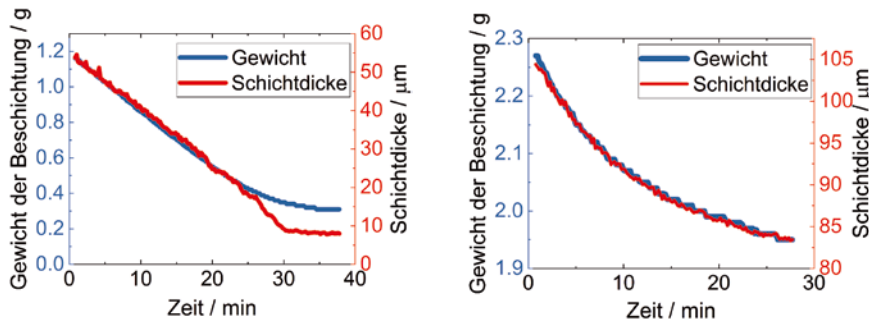 Gewicht der Beschichtung / g
1.2
1.0
0.8
0.6
0.4
0.2
0.0
Gewicht
Schichtdicke
60
50
40
30
20
10
0
Schichtdicke / µm
0 10 20 30 40
Zeit / min
Gewicht der Beschichtung / g
2.3
2.2
2.1
2.0
1.9
Gewicht
Schichtdicke
105
100
95
90
85
80
Schichtdicke / µm
0 10 20 30
Zeit / min